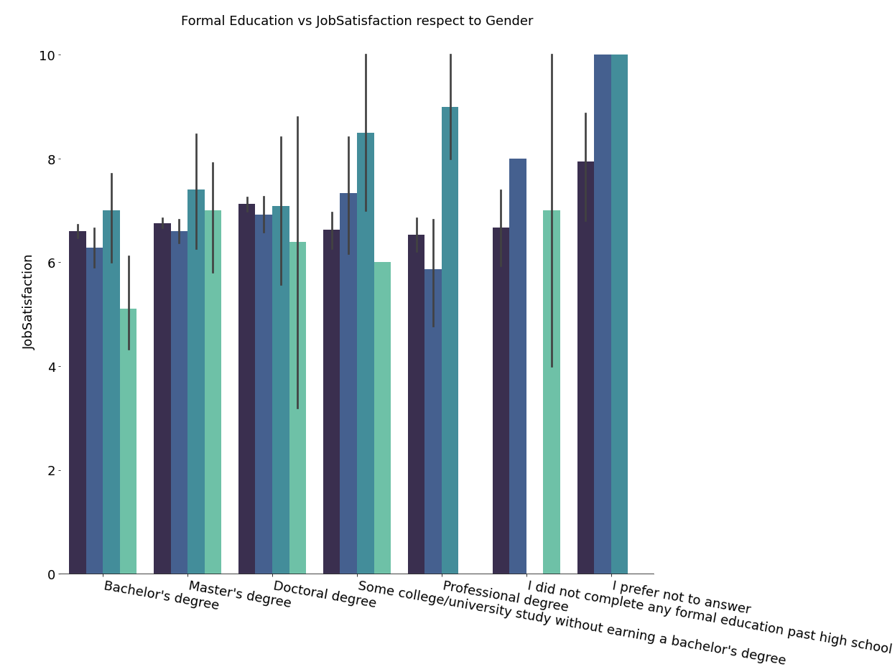 Formal Education vs JobSatisfaction respect to Gender
10
8
6
4
2
0
JobSatisfaction
Bachelor's degree
Master's degree
Doctoral degree
Some college/university study without earning a bachelor's degree
Professional degree
I did not complete any formal education past high school
I prefer not to answer